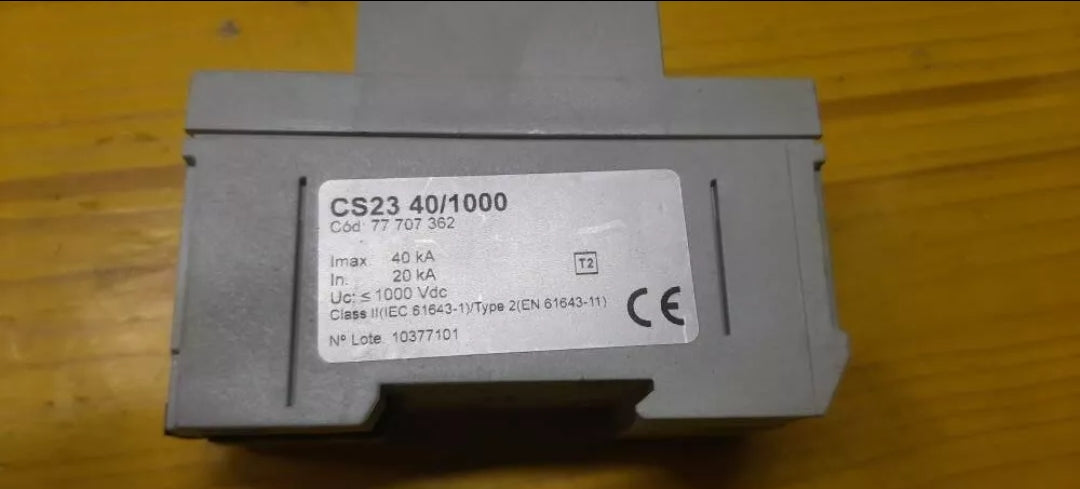 CS23 40/1000
Cód: 77 707 362
Imax 40 kA
In. 20 kA
T2
Uc: ≤ 1000 Vdc
Class II(IEC 61643-1)/Type 2(EN 61643-11)
CE
Nº Lote 10377101